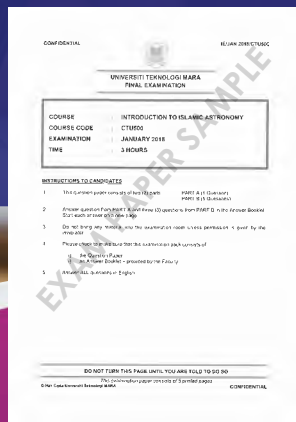 CONFIDENTIAL
IE/JAN 2018/CTU500
UNIVERSITI TEKNOLOGI MARA
FINAL EXAMINATION
COURSE : INTRODUCTION TO ISLAMIC ASTRONOMY
COURSE CODE : CTU500
EXAMINATION : JANUARY 2018
TIME : 3 HOURS
INSTRUCTIONS TO CANDIDATES
1 This question paper consists of two (2) parts PART A (1 Question)
PART B (5 Questions)
2 Answer question from PART A and three (3) questions from PART B in the Answer Booklet
Start each answer on a new page
3 Do not bring any material into the examination room unless permission is given by the
invigilator
4 Please check to make sure that this examination pack consists of
i) the Question Paper
ii) an Answer Booklet – provided by the Faculty
5 Answer ALL questions in English
EXAM PAPER SAMPLE
DO NOT TURN THIS PAGE UNTIL YOU ARE TOLD TO DO SO
This examination paper consists of 5 printed pages
© Hak Cipta Universiti Teknologi MARA
CONFIDENTIAL